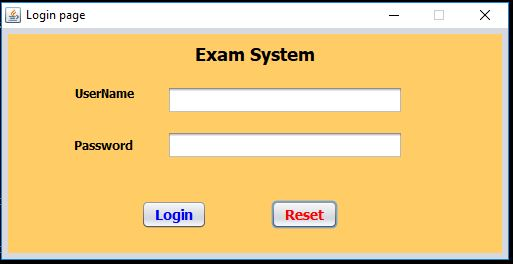 Login page
Exam System
UserName
Password
Login Reset